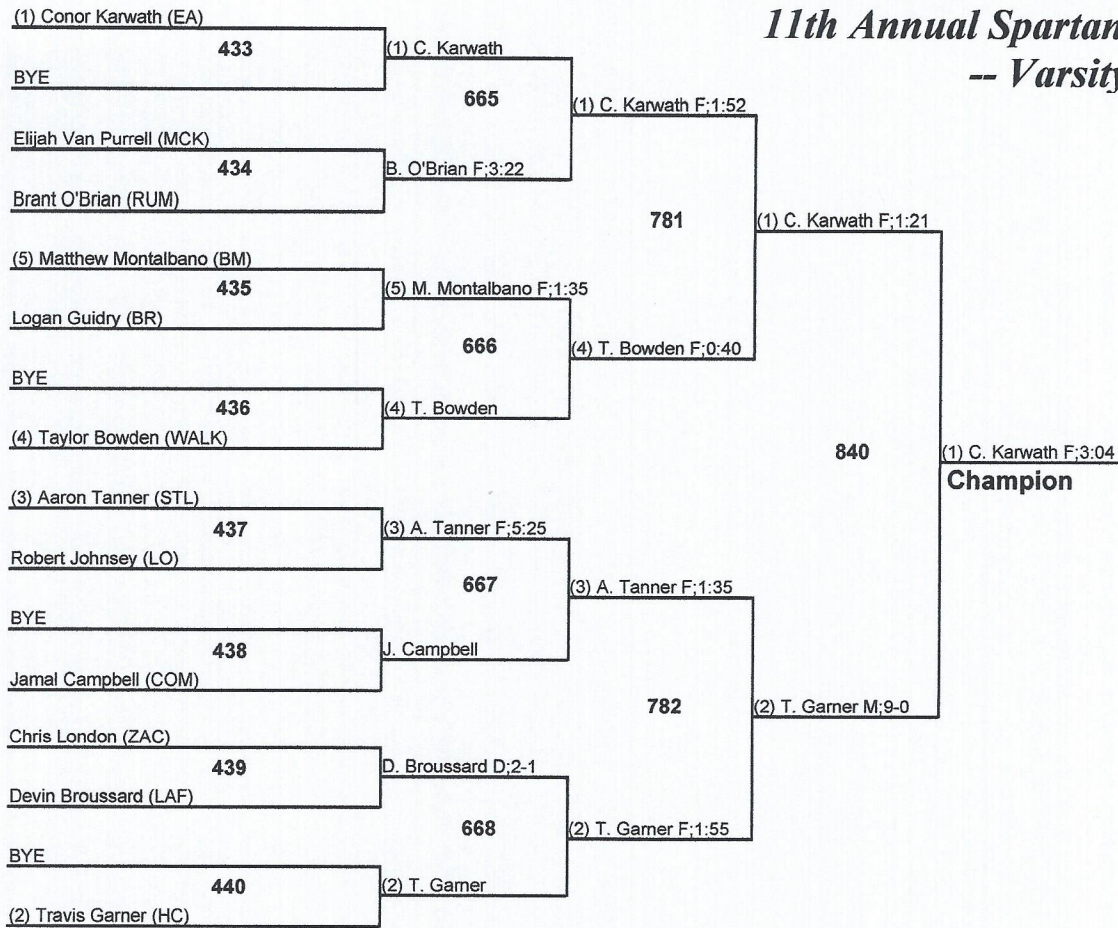 11th Annual Spartan
-- Varsity
(1) Conor Karwath (EA)
433
BYE
(1) C. Karwath
665
Elijah Van Purrell (MCK)
434
Brant O'Brian (RUM)
B. O'Brian F;3:22
(1) C. Karwath F;1:52
781
(5) Matthew Montalbano (BM)
435
Logan Guidry (BR)
(5) M. Montalbano F;1:35
666
BYE
436
(4) Taylor Bowden (WALK)
(4) T. Bowden
(4) T. Bowden F;0:40
(1) C. Karwath F;1:21
840
(3) Aaron Tanner (STL)
437
Robert Johnsey (LO)
(3) A. Tanner F;5:25
667
BYE
438
Jamal Campbell (COM)
J. Campbell
(3) A. Tanner F;1:35
782
Chris London (ZAC)
439
Devin Broussard (LAF)
D. Broussard D;2-1
668
BYE
440
(2) Travis Garner (HC)
(2) T. Garner
(2) T. Garner F;1:55
(2) T. Garner M;9-0
(1) C. Karwath F;3:04
Champion